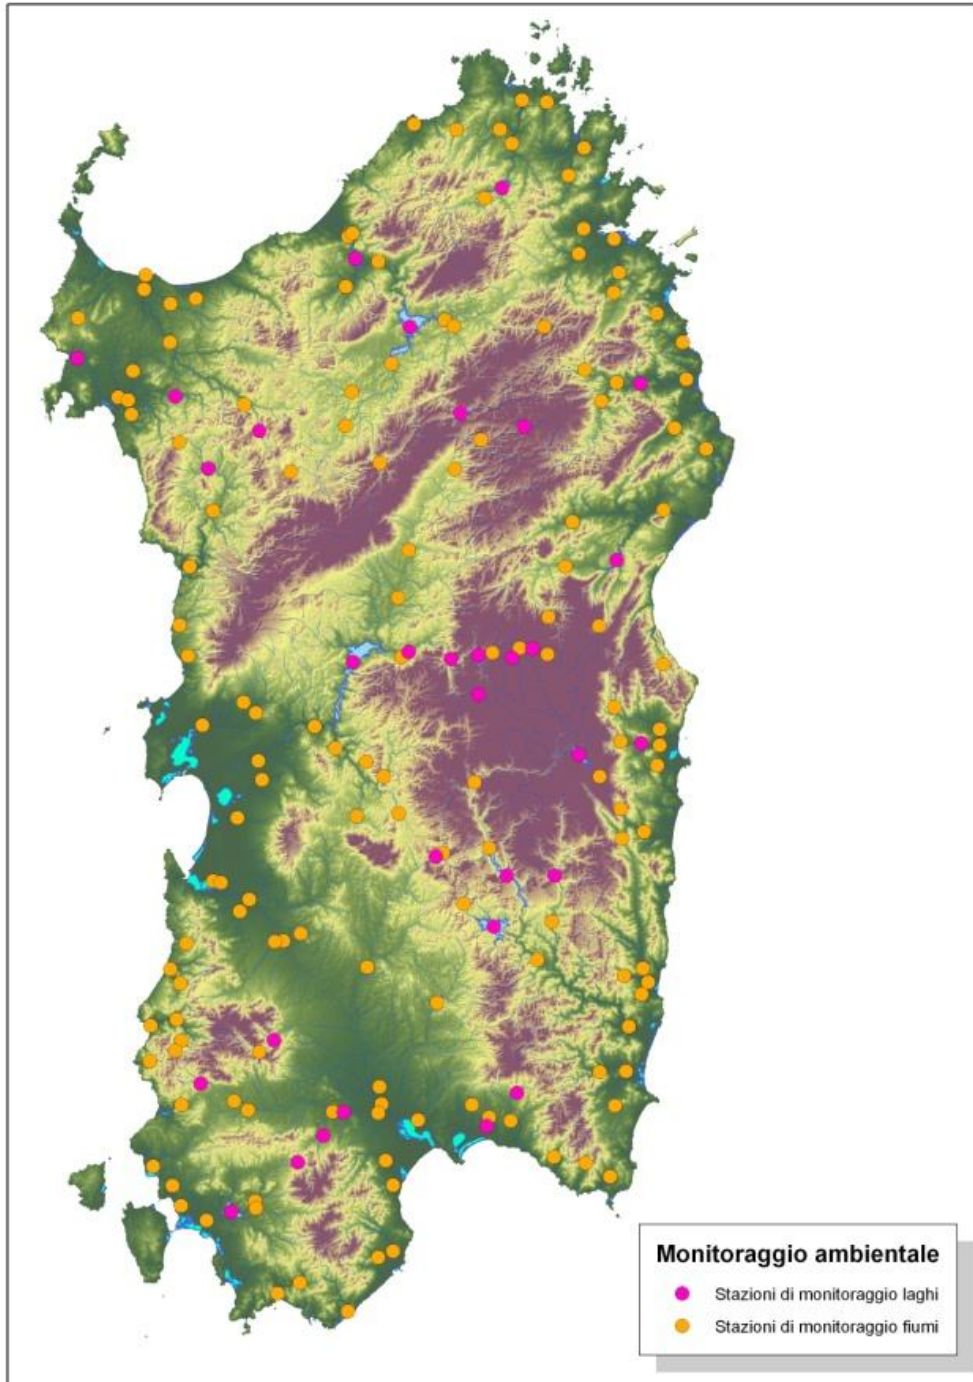 Monitoraggio ambientale
Stazioni di monitoraggio laghi
Stazioni di monitoraggio fiumi